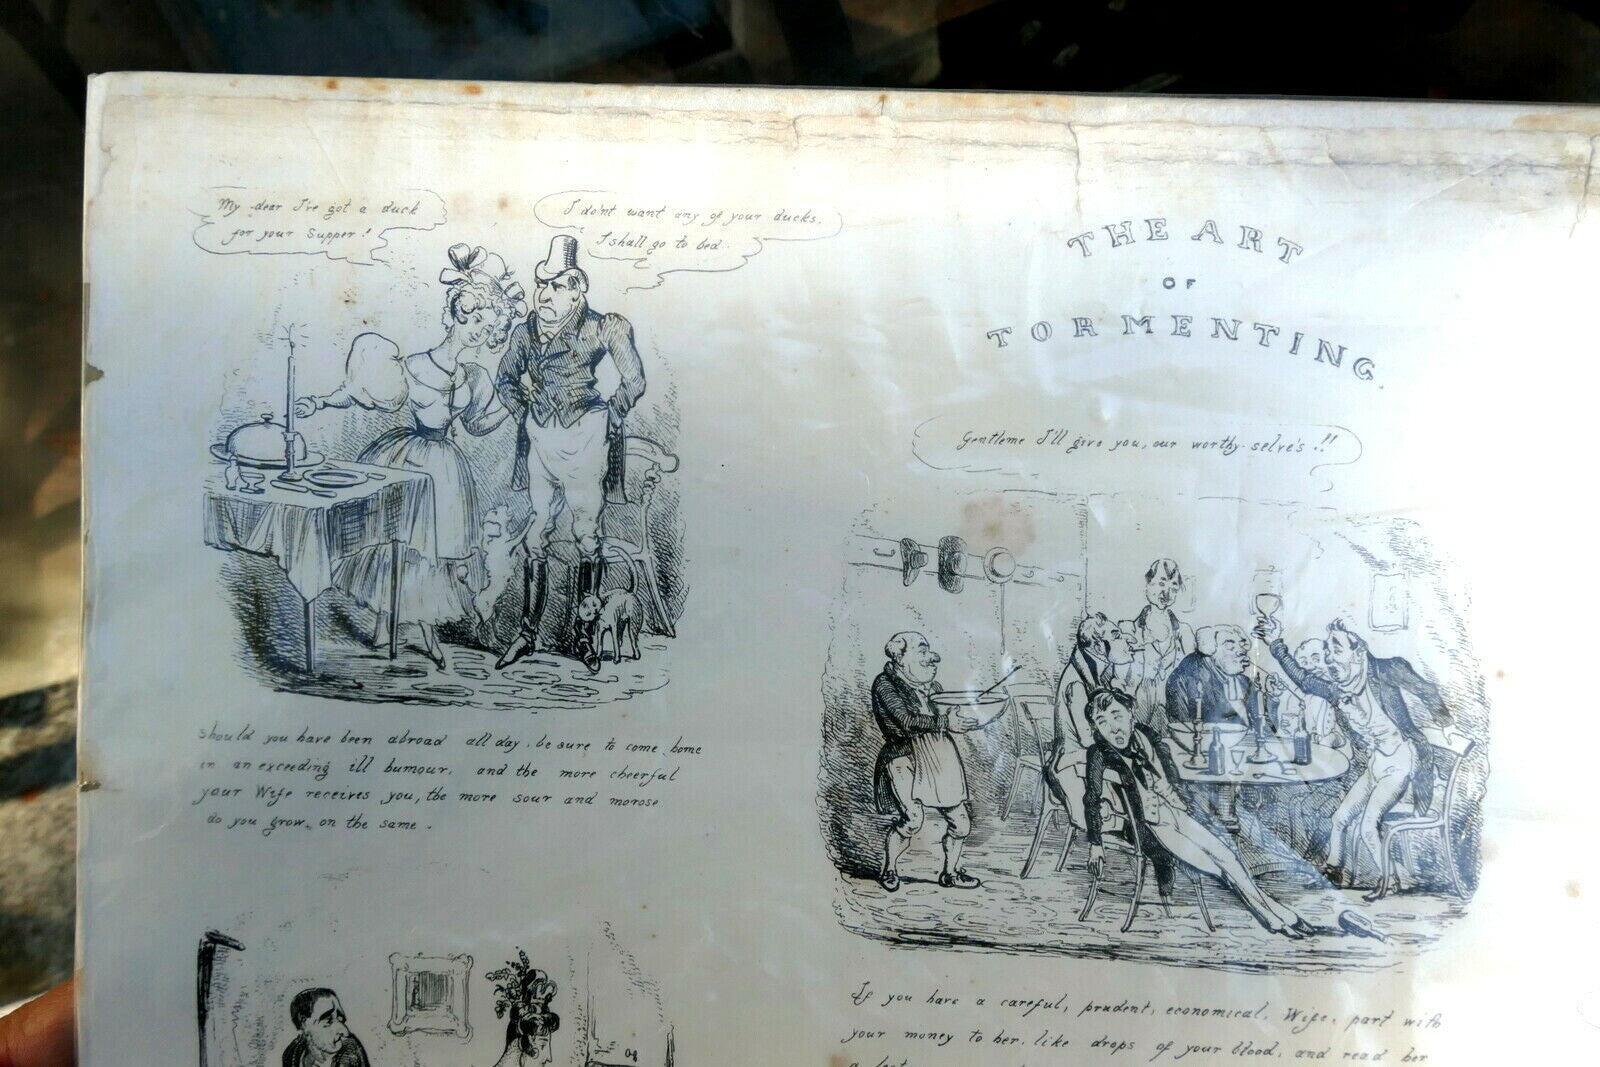 My dear I've got a duck
for your Supper!
I do'nt want any of your ducks.
I shall go to bed.
should you have been abroad all day, be sure to come home
in an exceeding ill humour, and the more cheerful
your Wife receives you, the more sour and morose
do you grow, on the same.
THE ART
OF
TORMENTING.
Gentleme I'll give you, our worthy-selve's!!
If you have a careful, prudent, economical, Wife, part with
your money to her, like drops of your blood, and read her